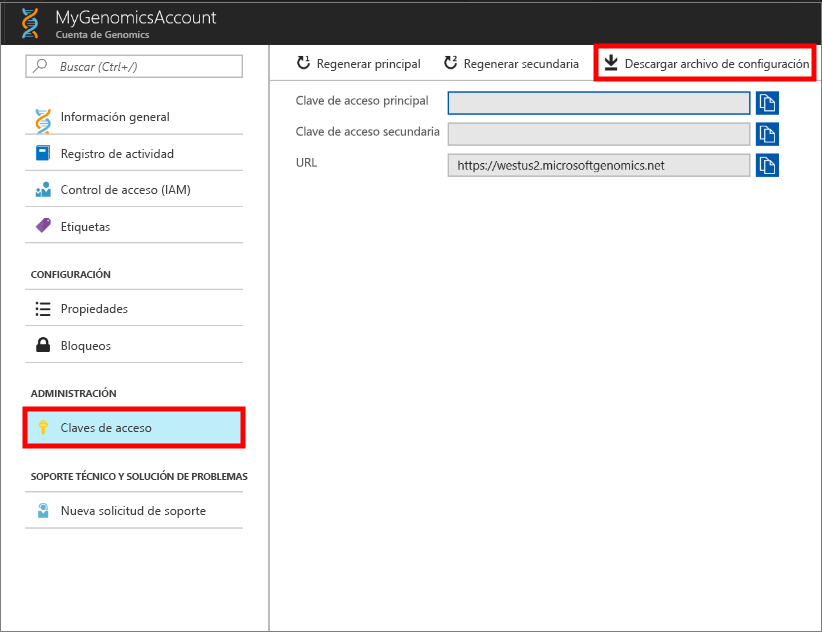 MyGenomicsAccount
Cuenta de Genomics
Buscar (Ctrl+/)
Información general
Registro de actividad
Control de acceso (IAM)
Etiquetas
CONFIGURACIÓN
Propiedades
Bloqueos
ADMINISTRACIÓN
Claves de acceso
SOPORTE TÉCNICO Y SOLUCIÓN DE PROBLEMAS
Nueva solicitud de soporte
1 Regenerar principal
2 Regenerar secundaria
Descargar archivo de configuración
Clave de acceso principal
Clave de acceso secundaria
URL
https://westus2.microsoftgenomics.net